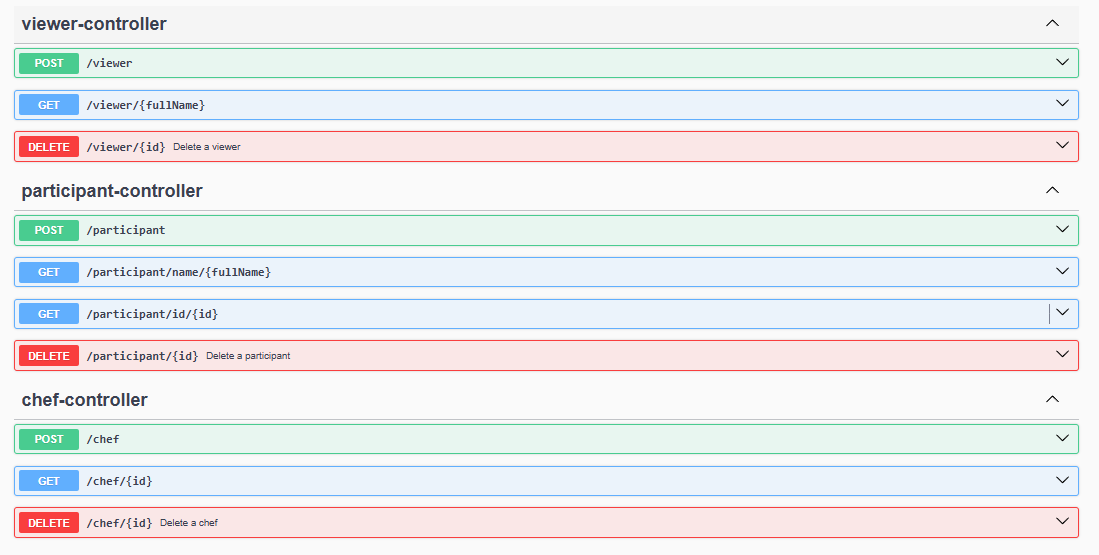 viewer-controller
POST /viewer
GET /viewer/{fullName}
DELETE /viewer/{id} Delete a viewer
participant-controller
POST /participant
GET /participant/name/{fullName}
GET /participant/id/{id}
DELETE /participant/{id} Delete a participant
chef-controller
POST /chef
GET /chef/{id}
DELETE /chef/{id} Delete a chef